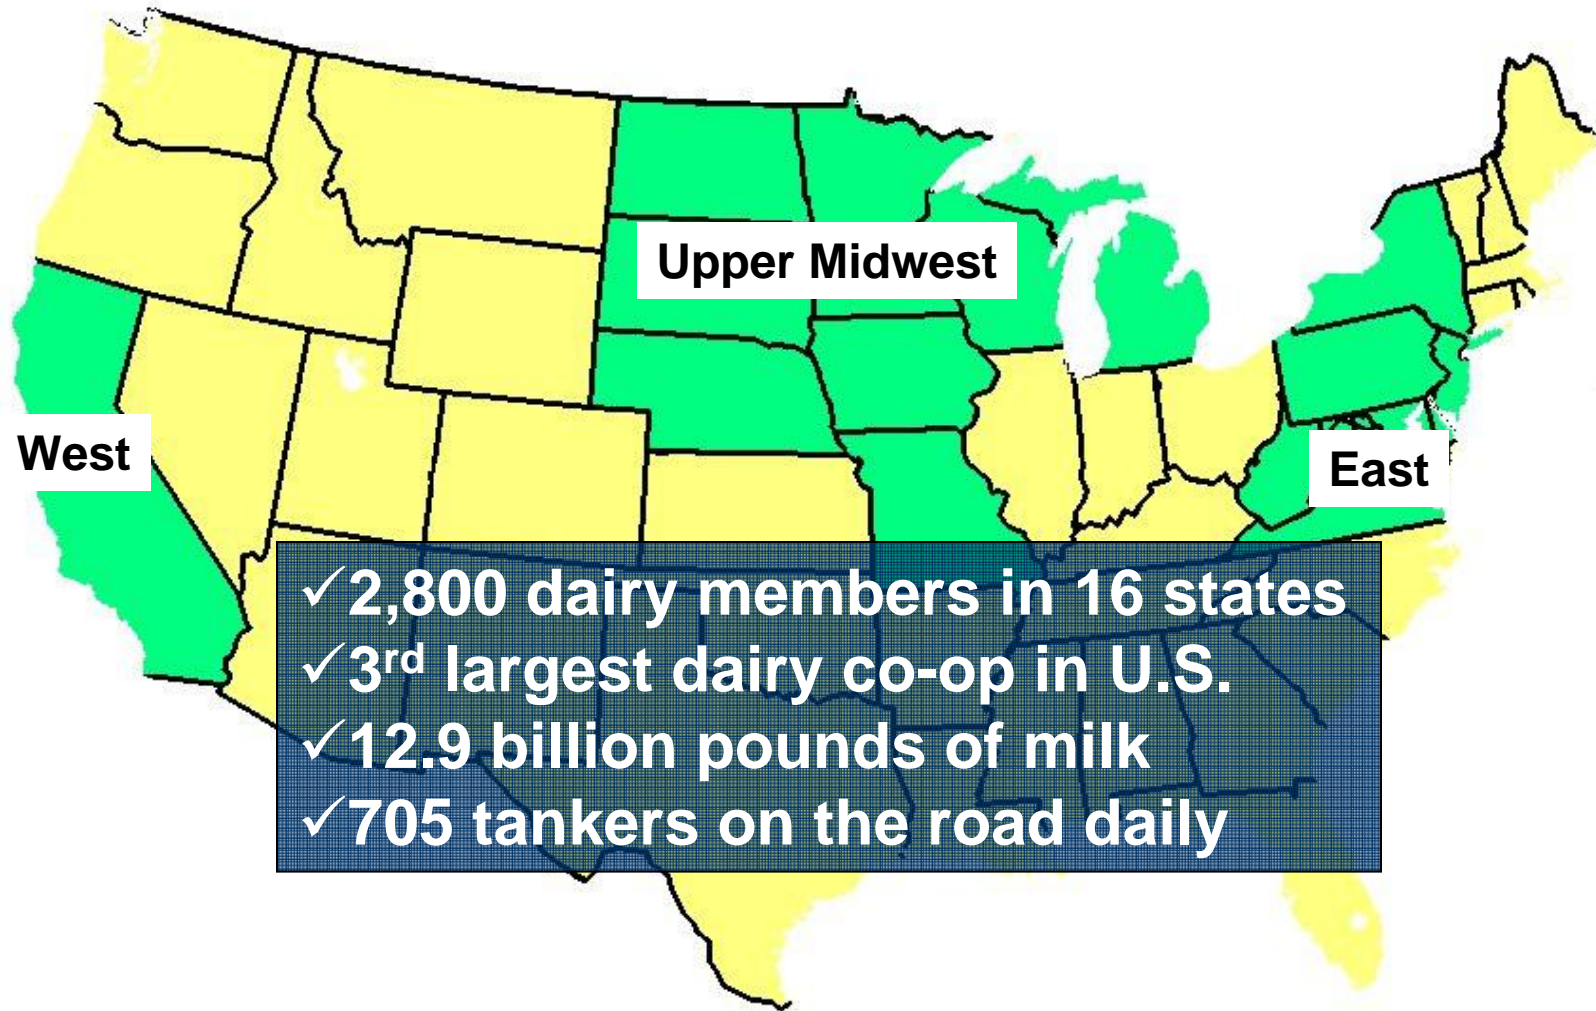 Upper Midwest
West
East
✓2,800 dairy members in 16 states
✓3rd largest dairy co-op in U.S.
✓12.9 billion pounds of milk
✓705 tankers on the road daily